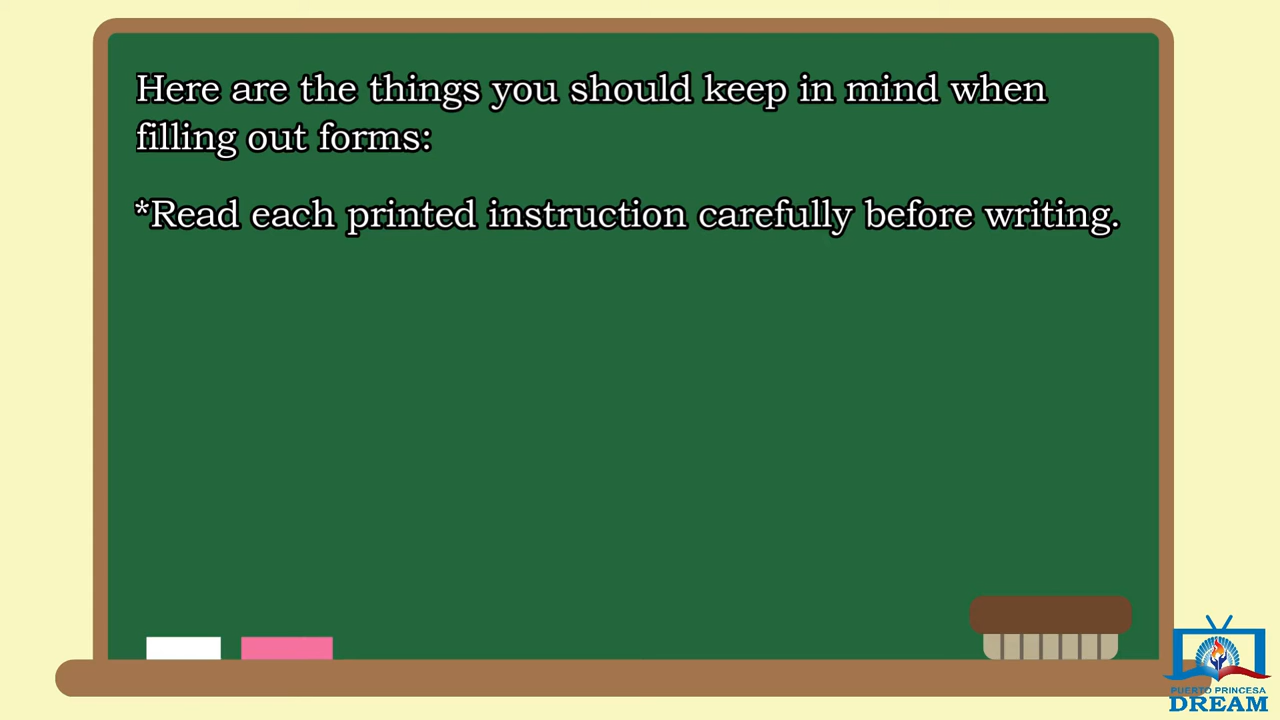 Here are the things you should keep in mind when
filling out forms:
*Read each printed instruction carefully before writing.
PUERTO PRINCESA
DREAM